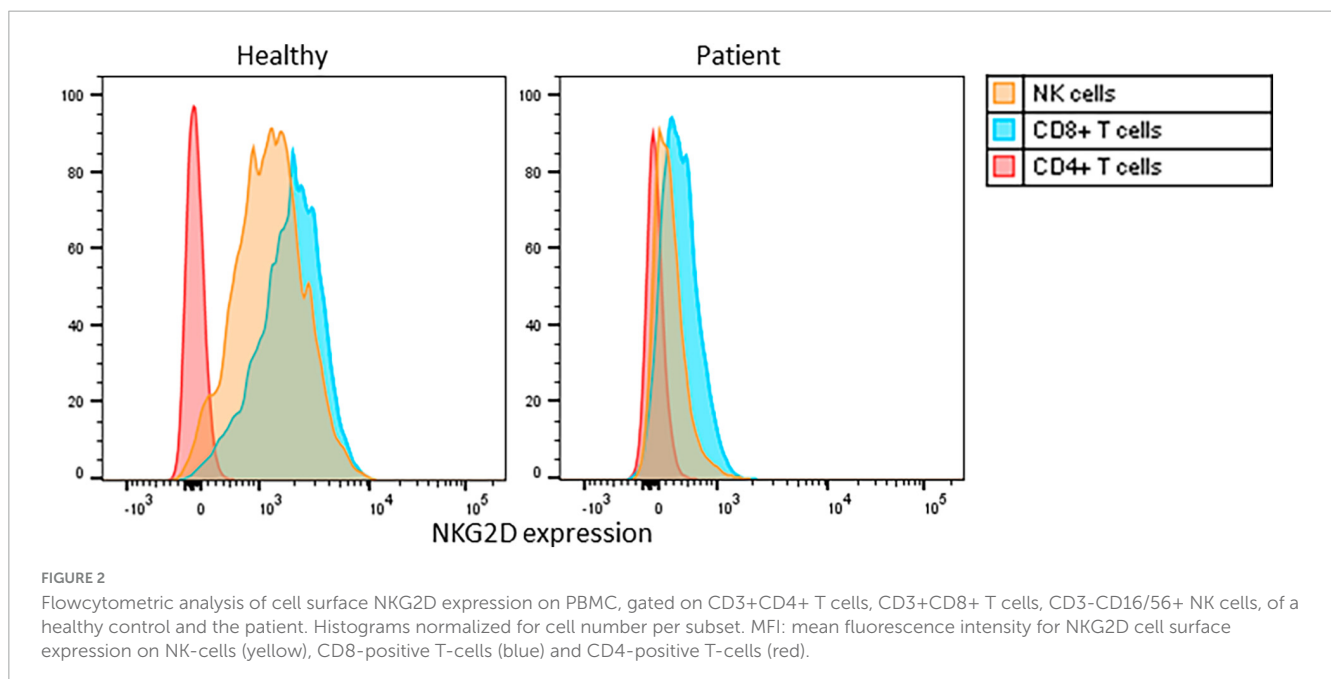 Healthy
Patient
NK cells
CD8+ T cells
CD4+ T cells
100
80
60
40
20
0
-10³ 0 10³ 10⁴ 10⁵
100
80
60
40
20
0
-10³ 0 10³ 10⁴ 10⁵
NKG2D expression
FIGURE 2
Flowcytometric analysis of cell surface NKG2D expression on PBMC, gated on CD3+CD4+ T cells, CD3+CD8+ T cells, CD3-CD16/56+ NK cells, of a
healthy control and the patient. Histograms normalized for cell number per subset. MFI: mean fluorescence intensity for NKG2D cell surface
expression on NK-cells (yellow), CD8-positive T-cells (blue) and CD4-positive T-cells (red).